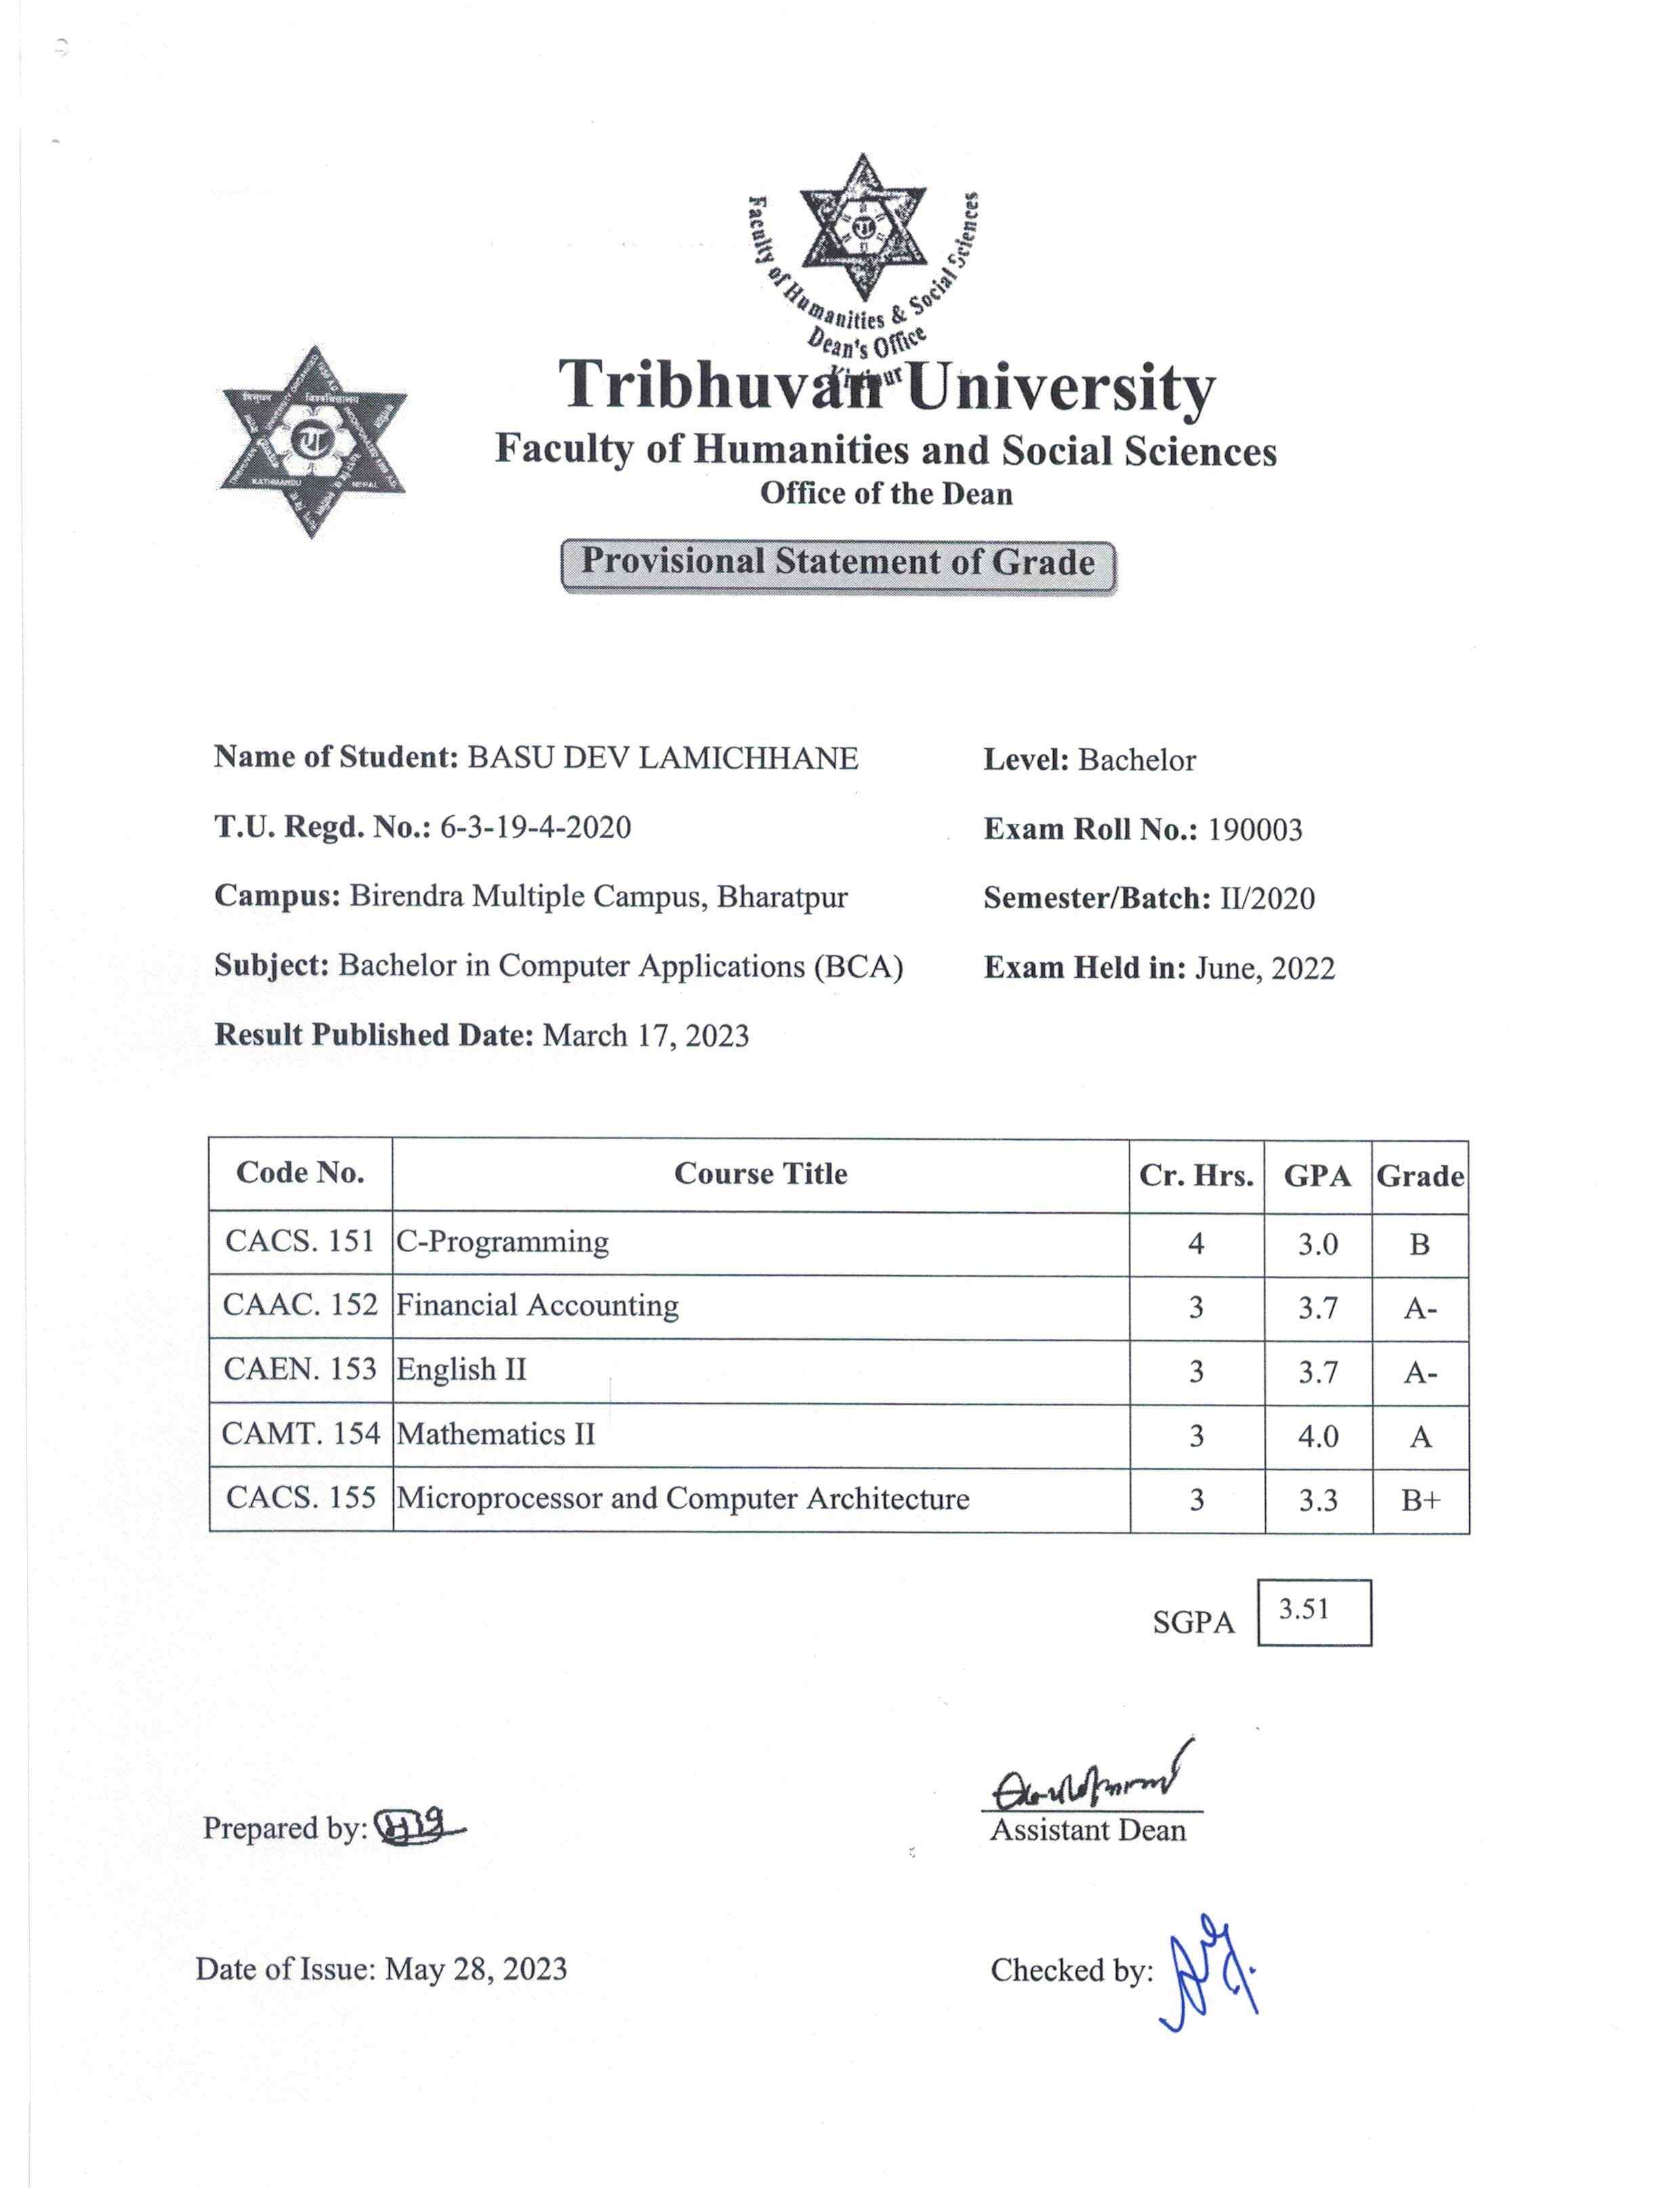 Faculty of Humanities & Social Sciences
Dean's Office
Tribhuvan University
Faculty of Humanities and Social Sciences
Office of the Dean
Provisional Statement of Grade
Name of Student: BASU DEV LAMICHHANE Level: Bachelor
T.U. Regd. No.: 6-3-19-4-2020 Exam Roll No.: 190003
Campus: Birendra Multiple Campus, Bharatpur Semester/Batch: II/2020
Subject: Bachelor in Computer Applications (BCA) Exam Held in: June, 2022
Result Published Date: March 17, 2023
Code No. Course Title Cr. Hrs. GPA Grade
CACS. 151 C-Programming 4 3.0 B
CAAC. 152 Financial Accounting 3 3.7 A-
CAEN. 153 English II 3 3.7 A-
CAMT. 154 Mathematics II 3 4.0 A
CACS. 155 Microprocessor and Computer Architecture 3 3.3 B+
SGPA 3.51
Prepared by:
Assistant Dean
Date of Issue: May 28, 2023 Checked by: